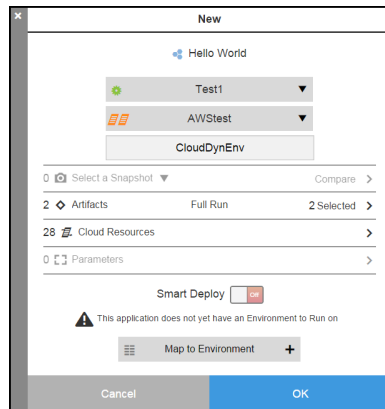 New
Hello World
Test1
AWStest
CloudDynEnv
0 Select a Snapshot Compare
2 Artifacts Full Run 2 Selected
28 Cloud Resources
0 Parameters
Smart Deploy Off
This application does not yet have an Environment to Run on
Map to Environment +
Cancel OK